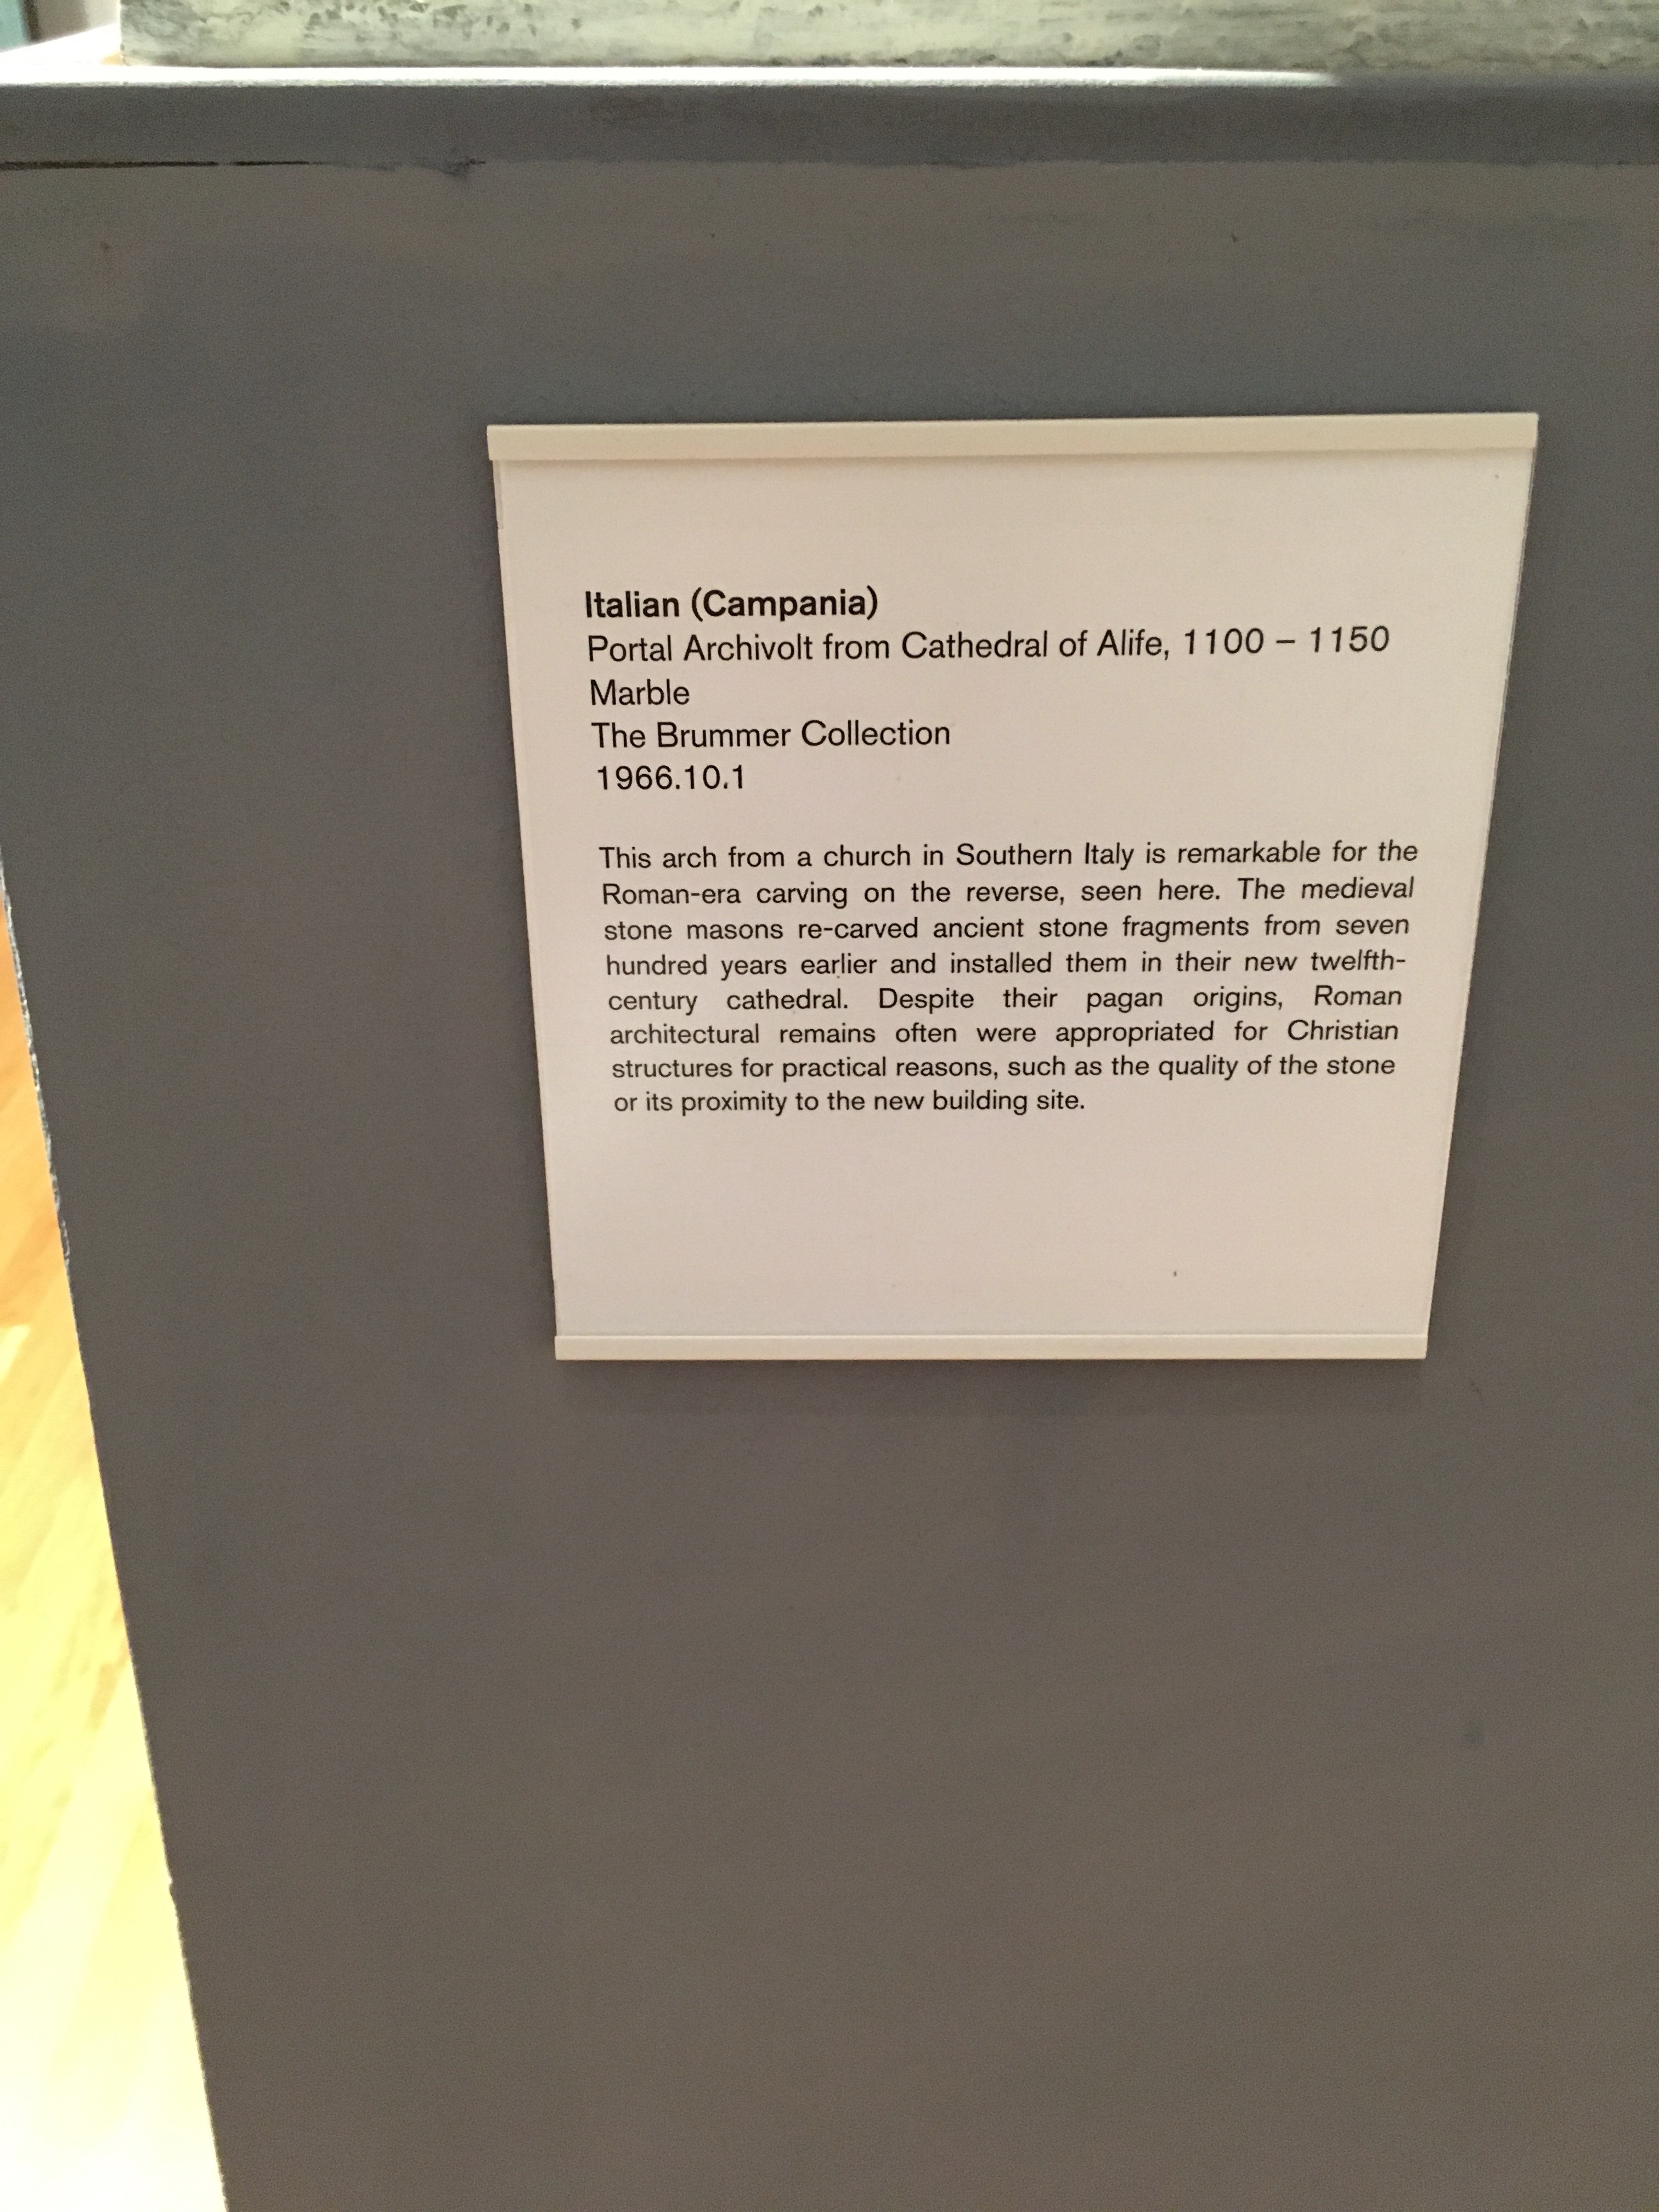 Italian (Campania)
Portal Archivolt from Cathedral of Alife, 1100 – 1150
Marble
The Brummer Collection
1966.10.1
This arch from a church in Southern Italy is remarkable for the
Roman-era carving on the reverse, seen here. The medieval
stone masons re-carved ancient stone fragments from seven
hundred years earlier and installed them in their new twelfth-
century cathedral. Despite their pagan origins, Roman
architectural remains often were appropriated for Christian
structures for practical reasons, such as the quality of the stone
or its proximity to the new building site.